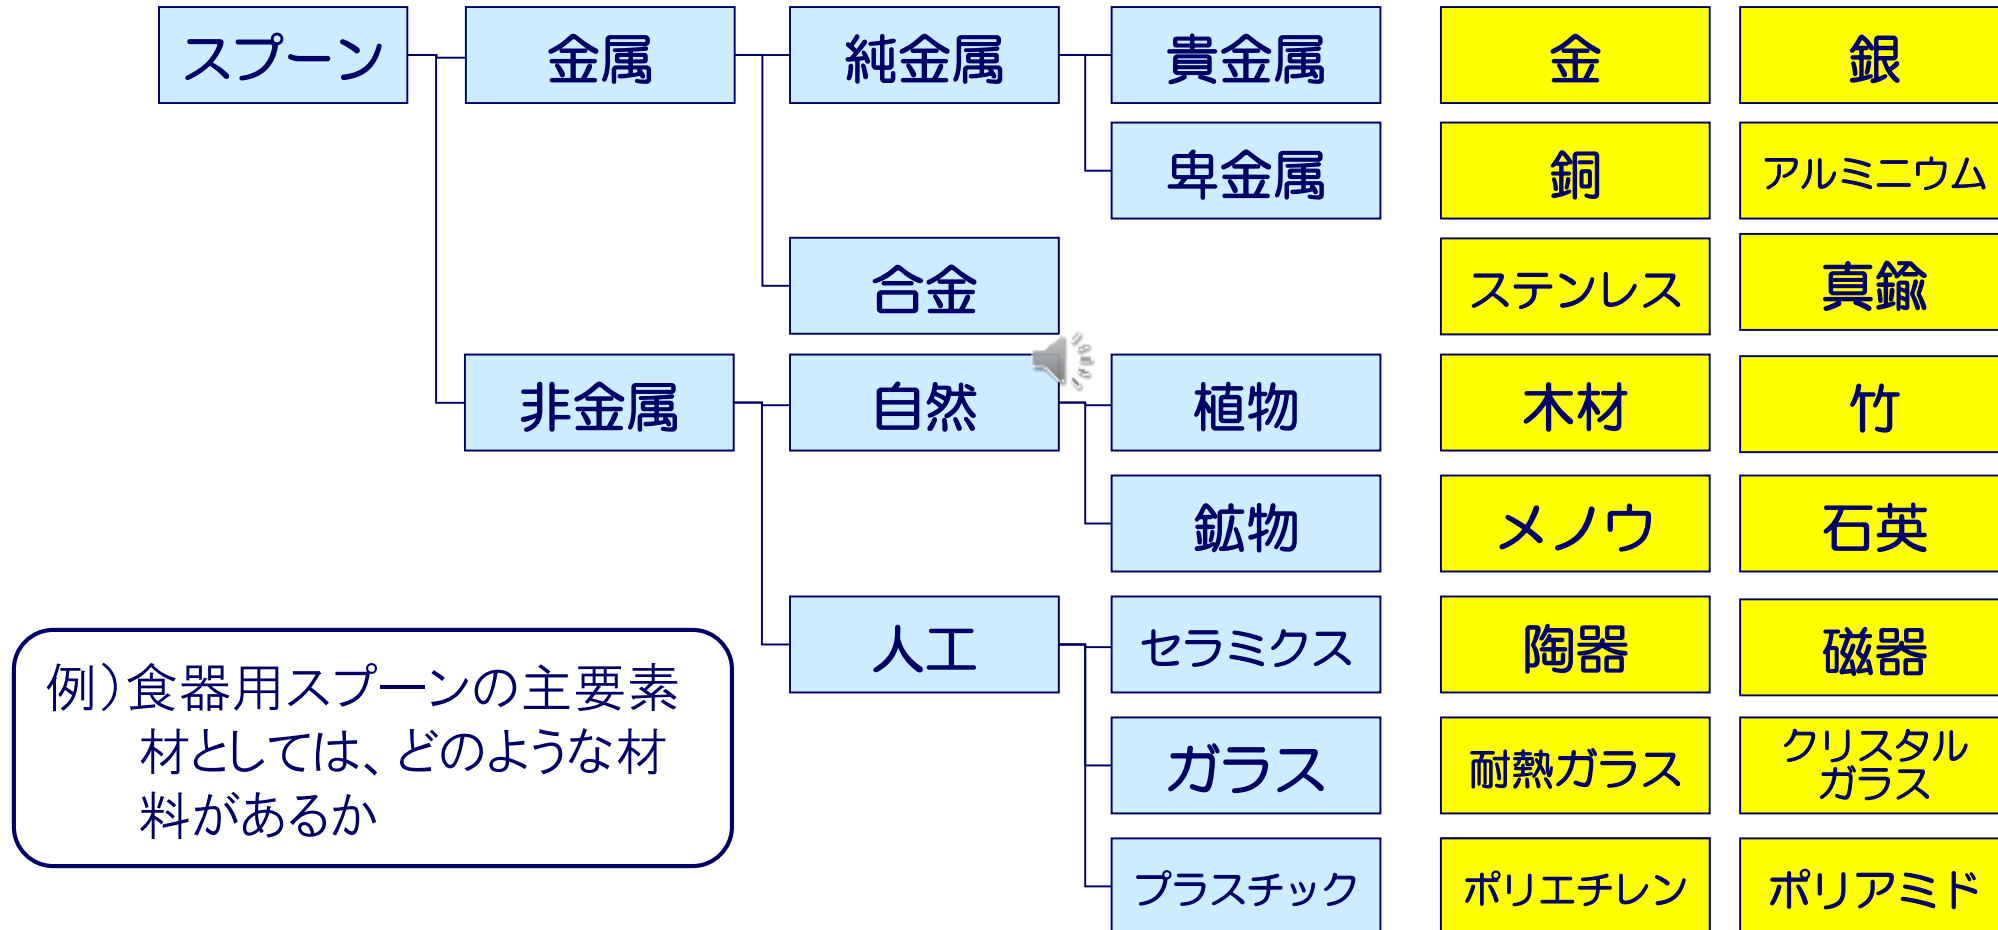 スプーン
金属
純金属
貴金属
金
銀
卑金属
銅
アルミニウム
合金
ステンレス
真鍮
非金属
自然
植物
木材
竹
鉱物
メノウ
石英
人工
セラミクス
陶器
磁器
ガラス
耐熱ガラス
クリスタル
ガラス
プラスチック
ポリエチレン
ポリアミド
例）食器用スプーンの主要素
材としては、どのような材
料があるか